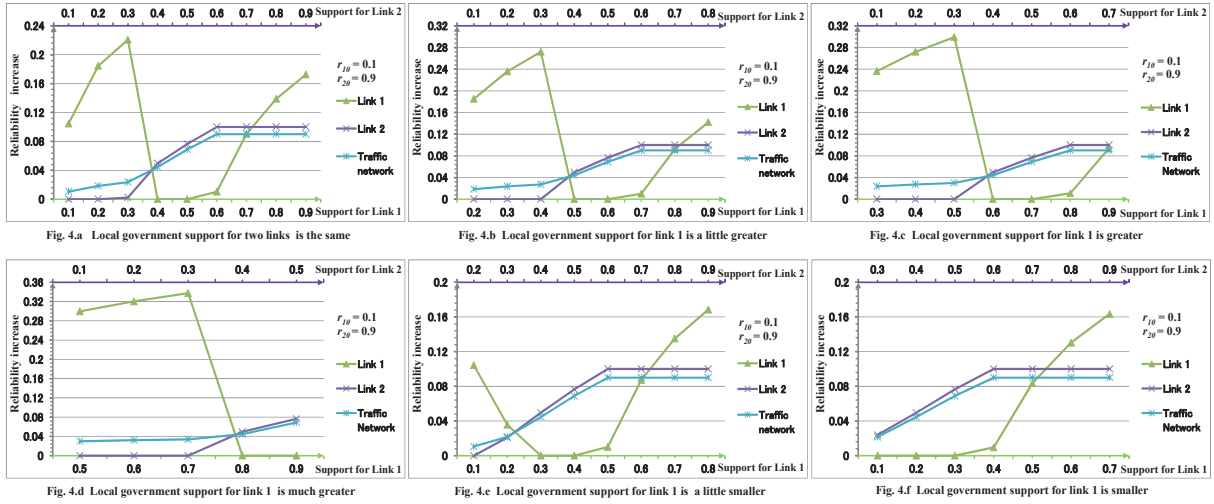 0.1 0.2 0.3 0.4 0.5 0.6 0.7 0.8 0.9 Support for Link 2
0.24
0.2
0.16
0.12
0.08
0.04
0
Reliability increase
r10 = 0.1
r20 = 0.9
Link 1
Link 2
Traffic
network
0.1 0.2 0.3 0.4 0.5 0.6 0.7 0.8 0.9
Support for Link 1
Fig. 4.a Local government support for two links is the same
0.1 0.2 0.3 0.4 0.5 0.6 0.7 0.8 Support for Link 2
0.32
0.28
0.24
0.2
0.16
0.12
0.08
0.04
0
Reliability increase
r10 = 0.1
r20 = 0.9
Link 1
Link 2
Traffic
network
0.2 0.3 0.4 0.5 0.6 0.7 0.8 0.9
Support for Link 1
Fig. 4.b Local government support for link 1 is a little greater
0.1 0.2 0.3 0.4 0.5 0.6 0.7 Support for Link 2
0.32
0.28
0.24
0.2
0.16
0.12
0.08
0.04
0
Reliability increase
r10 = 0.1
r20 = 0.9
Link 1
Link 2
Traffic
network
0.3 0.4 0.5 0.6 0.7 0.8 0.9
Support for Link 1
Fig. 4.c Local government support for link 1 is greater
0.1 0.2 0.3 0.4 0.5 Support for Link 2
0.36
0.32
0.28
0.24
0.2
0.16
0.12
0.08
0.04
0
Reliability increase
r10 = 0.1
r20 = 0.9
Link 1
Link 2
Traffic
Network
0.5 0.6 0.7 0.8 0.9
Support for Link 1
Fig. 4.d Local government support for link 1 is much greater
0.2 0.3 0.4 0.5 0.6 0.7 0.8 0.9 Support for Link 2
0.2
0.16
0.12
0.08
0.04
0
Reliability increase
r10 = 0.1
r20 = 0.9
Link 1
Link 2
Traffic
network
0.1 0.2 0.3 0.4 0.5 0.6 0.7 0.8
Support for Link 1
Fig. 4.e Local government support for link 1 is a little smaller
0.3 0.4 0.5 0.6 0.7 0.8 0.9 Support for Link 2
0.2
0.16
0.12
0.08
0.04
0
Reliability increase
r10 = 0.1
r20 = 0.9
Link 1
Link 2
Traffic
network
0.1 0.2 0.3 0.4 0.5 0.6 0.7
Support for Link 1
Fig. 4.f Local government support for link 1 is smaller